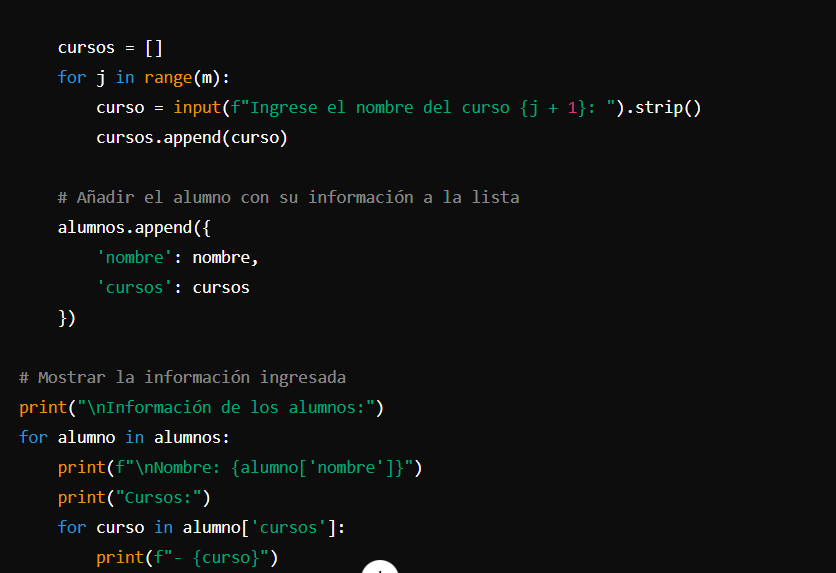 cursos = []
    for j in range(m):
        curso = input(f"Ingrese el nombre del curso {j + 1}: ").strip()
        cursos.append(curso)

    # Añadir el alumno con su información a la lista
    alumnos.append({
        'nombre': nombre,
        'cursos': cursos
    })

# Mostrar la información ingresada
print("\nInformación de los alumnos:")
for alumno in alumnos:
    print(f"\nNombre: {alumno['nombre']}")
    print("Cursos:")
    for curso in alumno['cursos']:
        print(f"- {curso}")